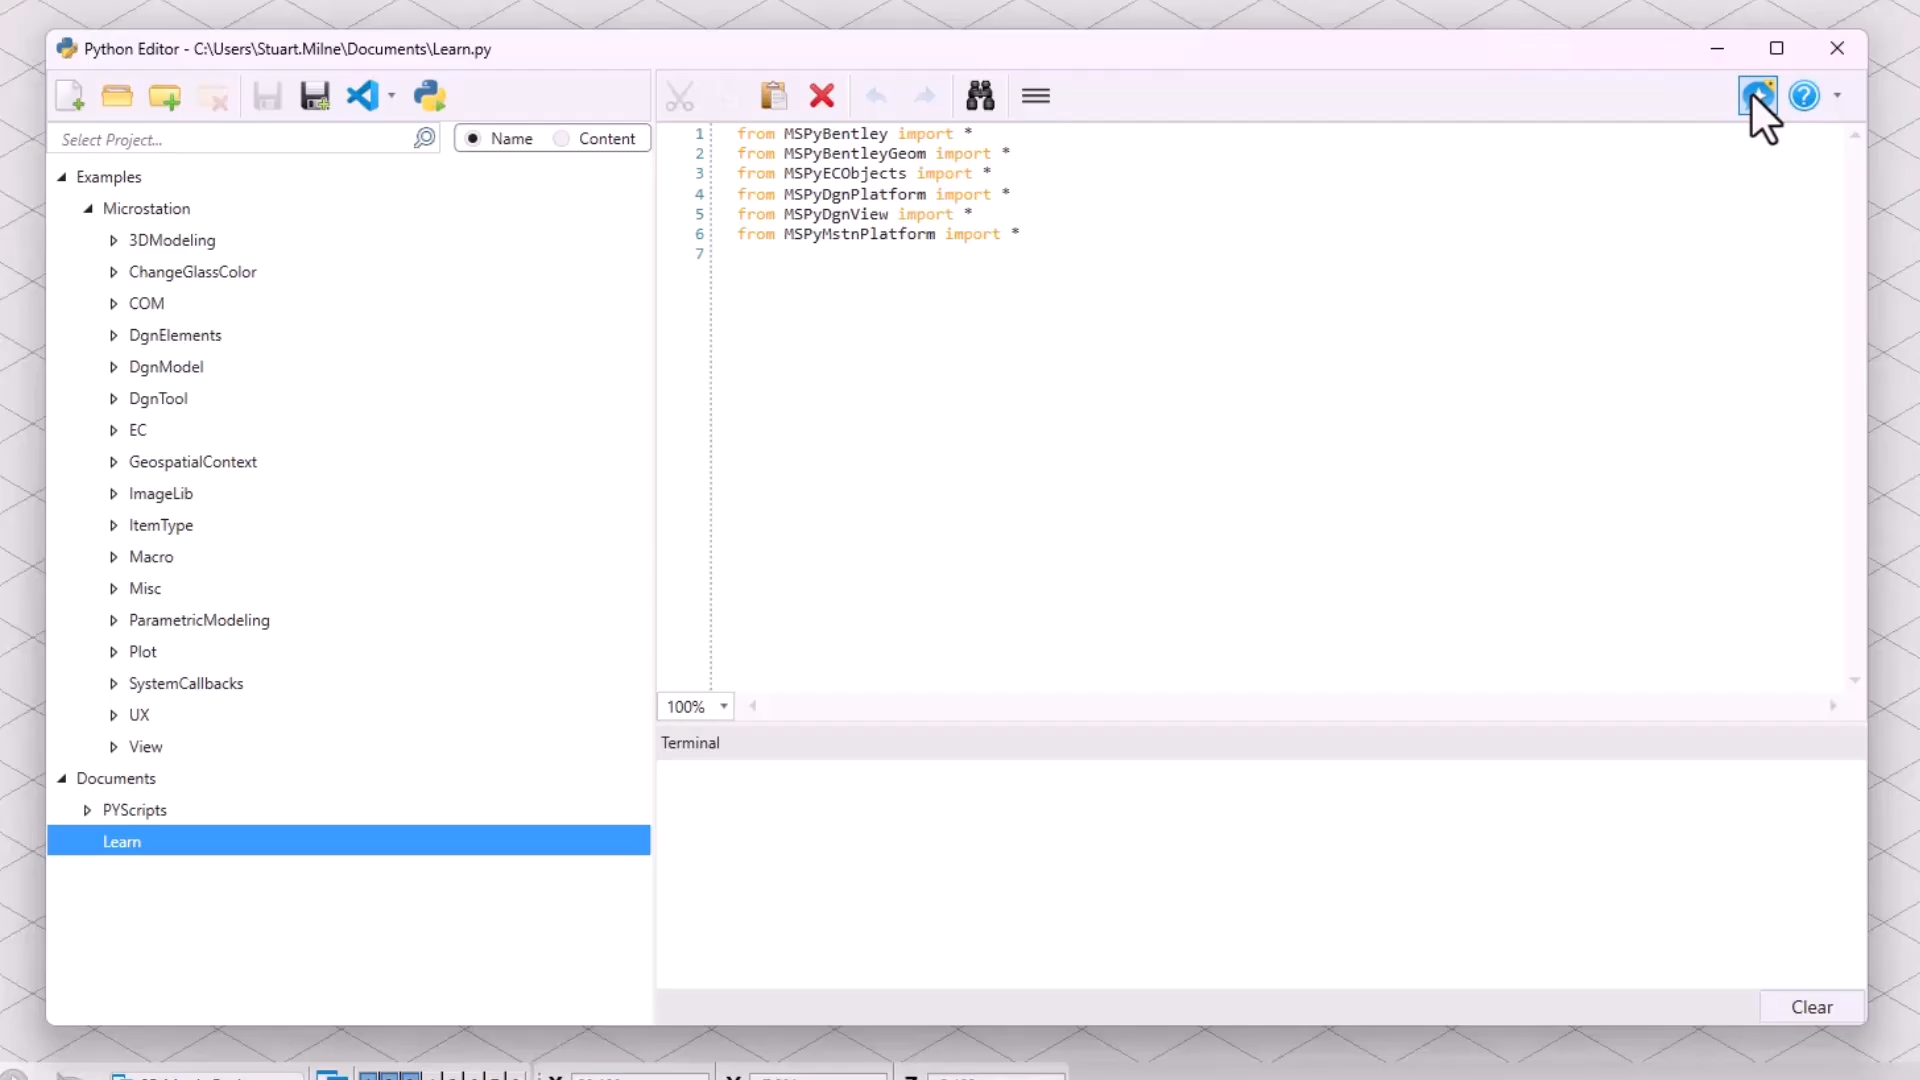 Python Editor - C:\Users\Stuart.Milne\Documents\Learn.py
Select Project...
Name
Content
Examples
Microstation
3DModeling
ChangeGlassColor
COM
DgnElements
DgnModel
DgnTool
EC
GeospatialContext
ImageLib
ItemType
Macro
Misc
ParametricModeling
Plot
SystemCallbacks
UX
View
Documents
PYScripts
Learn
1 from MSPyBentley import *
2 from MSPyBentleyGeom import *
3 from MSPyECObjects import *
4 from MSPyDgnPlatform import *
5 from MSPyDgnView import *
6 from MSPyMstnPlatform import *
7
100%
Terminal
Clear